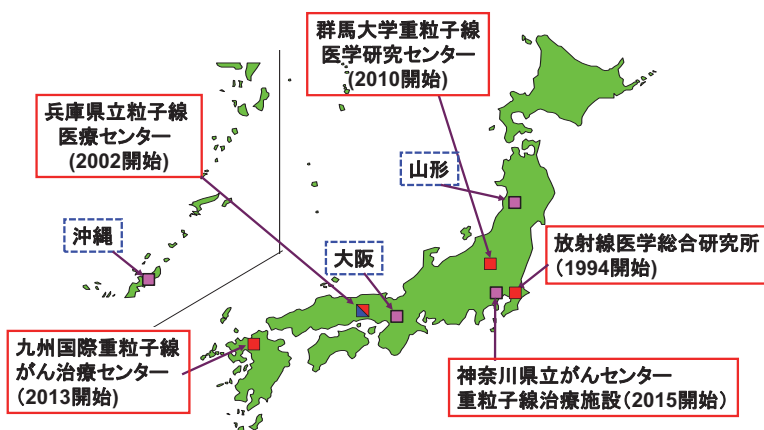 群馬大学重粒子線
医学研究センター
(2010開始)
兵庫県立粒子線
医療センター
(2002開始)
山形
沖縄
大阪
放射線医学総合研究所
（1994開始)
九州国際重粒子線
がん治療センター
（2013開始)
神奈川県立がんセンター
重粒子線治療施設（2015開始）